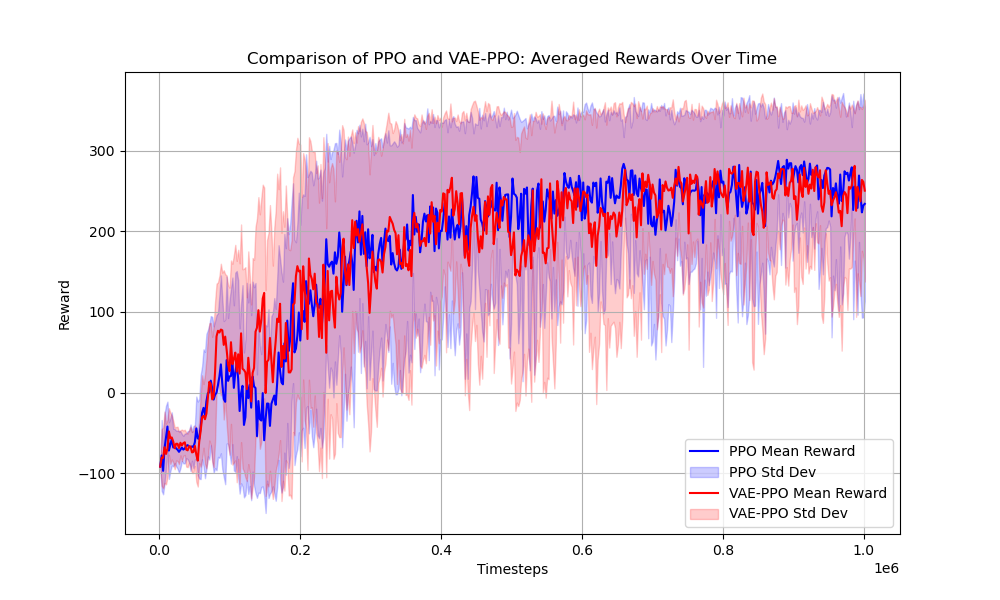 Comparison of PPO and VAE-PPO: Averaged Rewards Over Time
Reward
300
200
100
0
−100
PPO Mean Reward
PPO Std Dev
VAE-PPO Mean Reward
VAE-PPO Std Dev
0.0 0.2 0.4 0.6 0.8 1.0
1e6
Timesteps